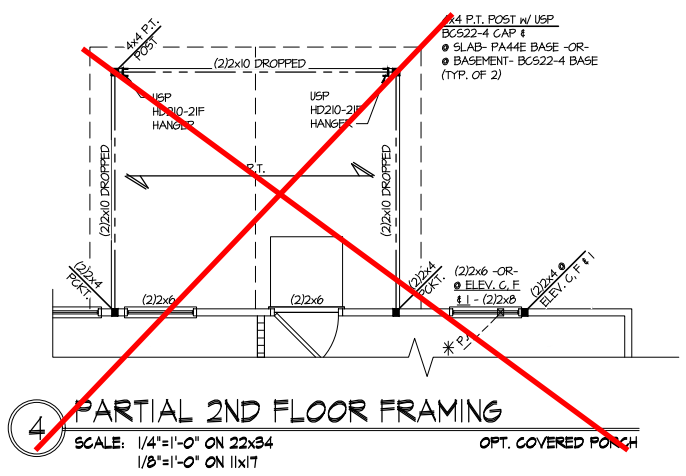 4x4 P.T.
POST
4x4 P.T. POST W/ USP
BCS22-4 CAP &
@ SLAB- PA44E BASE -OR-
@ BASEMENT- BCS22-4 BASE
(TYP. OF 2)
(2)2x10 DROPPED
USP
HD210-2IF
HANGER
USP
HD210-2IF
HANGER
(2)2x10 DROPPED
P.T.
(2)2x10 DROPPED
(2)2x4
PCKT.
(2)2x6
(2)2x6
(2)2x4
PCKT.
(2)2x6 -OR-
@ ELEV. C, F
& I - (2)2x8
(2)2x4 @
ELEV. C, F & I
4
PARTIAL 2ND FLOOR FRAMING
SCALE: 1/4"=1'-0" ON 22x34
1/8"=1'-0" ON 11x17
OPT. COVERED PORCH